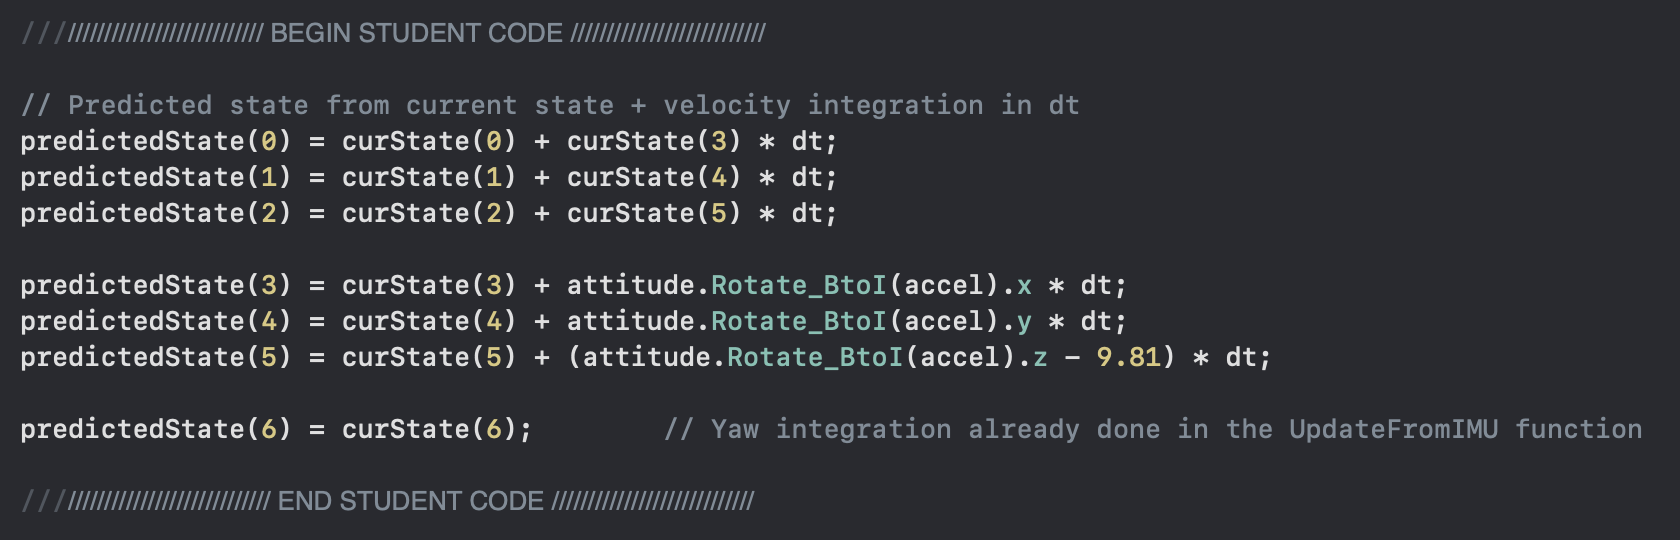 ///////////////////////////// BEGIN STUDENT CODE ///////////////////////////
// Predicted state from current state + velocity integration in dt
predictedState(0) = curState(0) + curState(3) * dt;
predictedState(1) = curState(1) + curState(4) * dt;
predictedState(2) = curState(2) + curState(5) * dt;
predictedState(3) = curState(3) + attitude.Rotate_BtoI(accel).x * dt;
predictedState(4) = curState(4) + attitude.Rotate_BtoI(accel).y * dt;
predictedState(5) = curState(5) + (attitude.Rotate_BtoI(accel).z - 9.81) * dt;
predictedState(6) = curState(6);        // Yaw integration already done in the UpdateFromIMU function
////////////////////////////// END STUDENT CODE ////////////////////////////